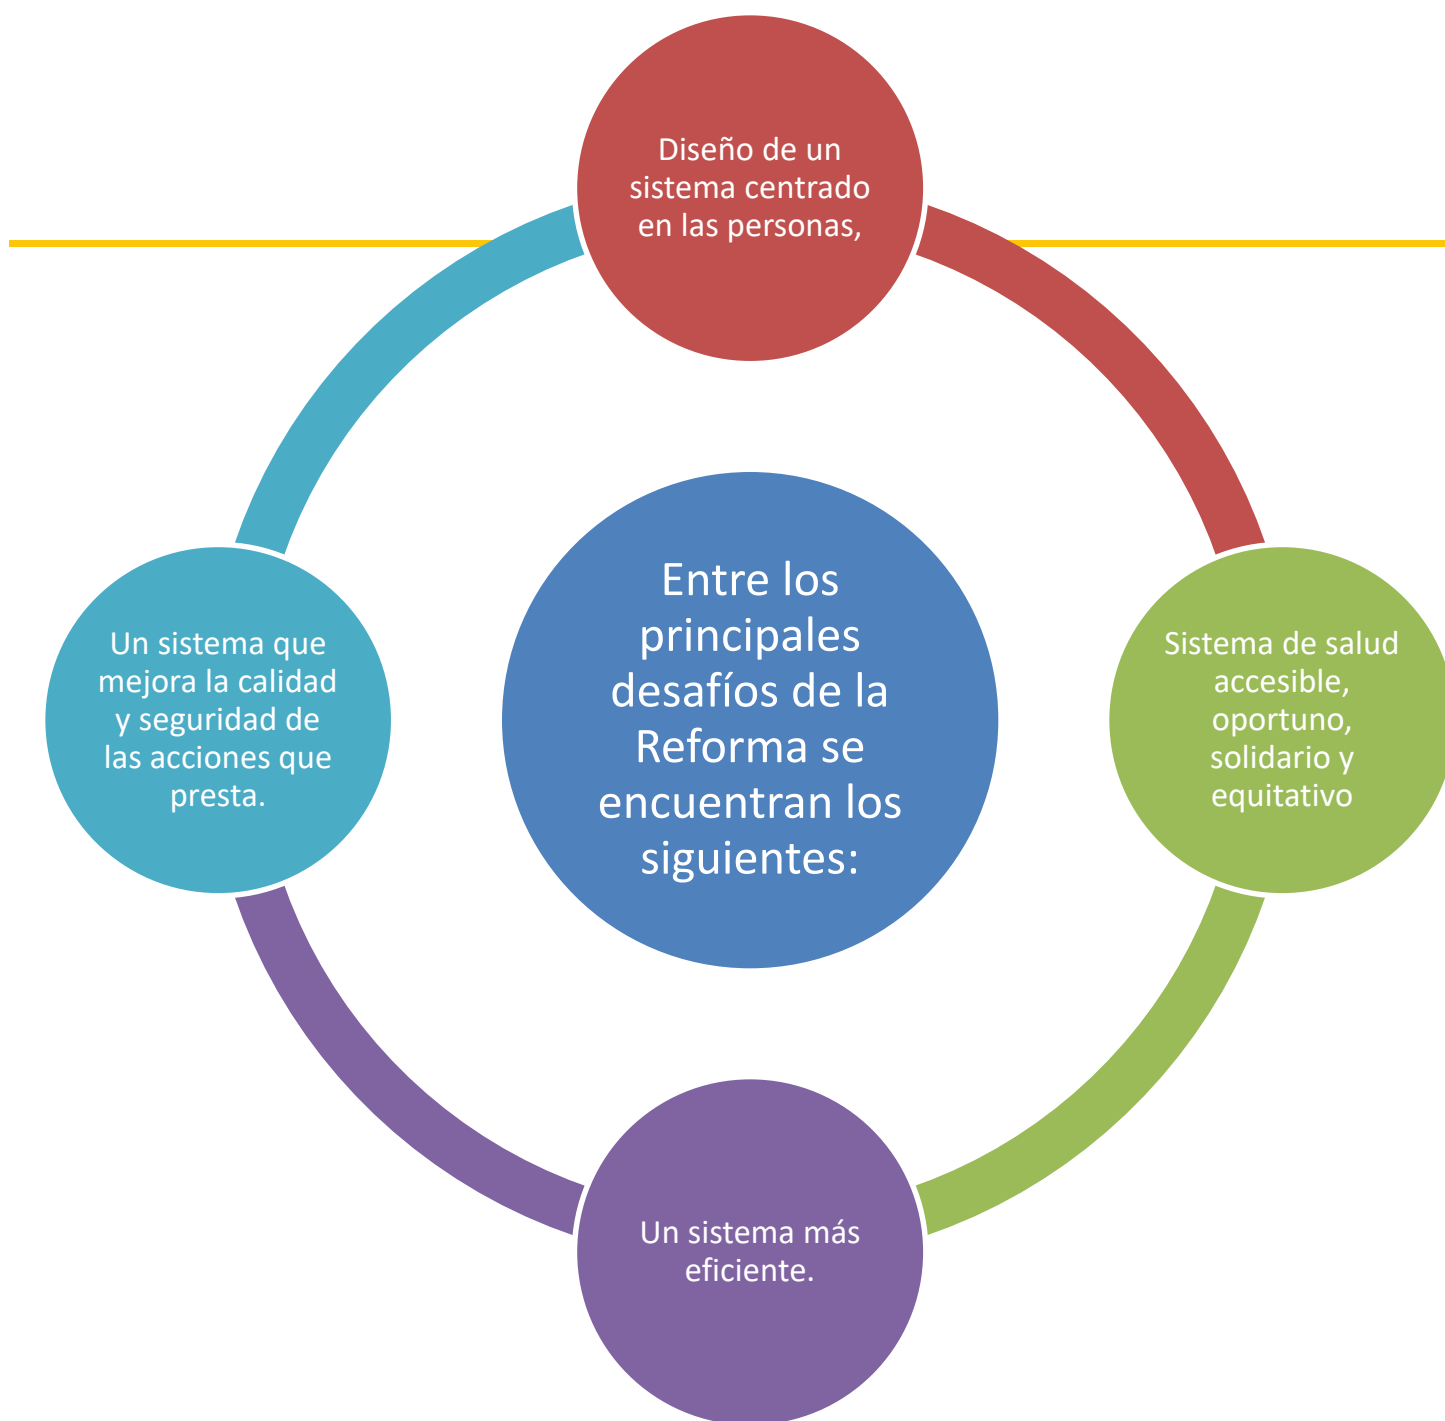 Diseño de un
sistema centrado
en las personas,
Entre los
principales
desafíos de la
Reforma se
encuentran los
siguientes:
Sistema de salud
accesible,
oportuno,
solidario y
equitativo
Un sistema más
eficiente.
Un sistema que
mejora la calidad
y seguridad de
las acciones que
presta.